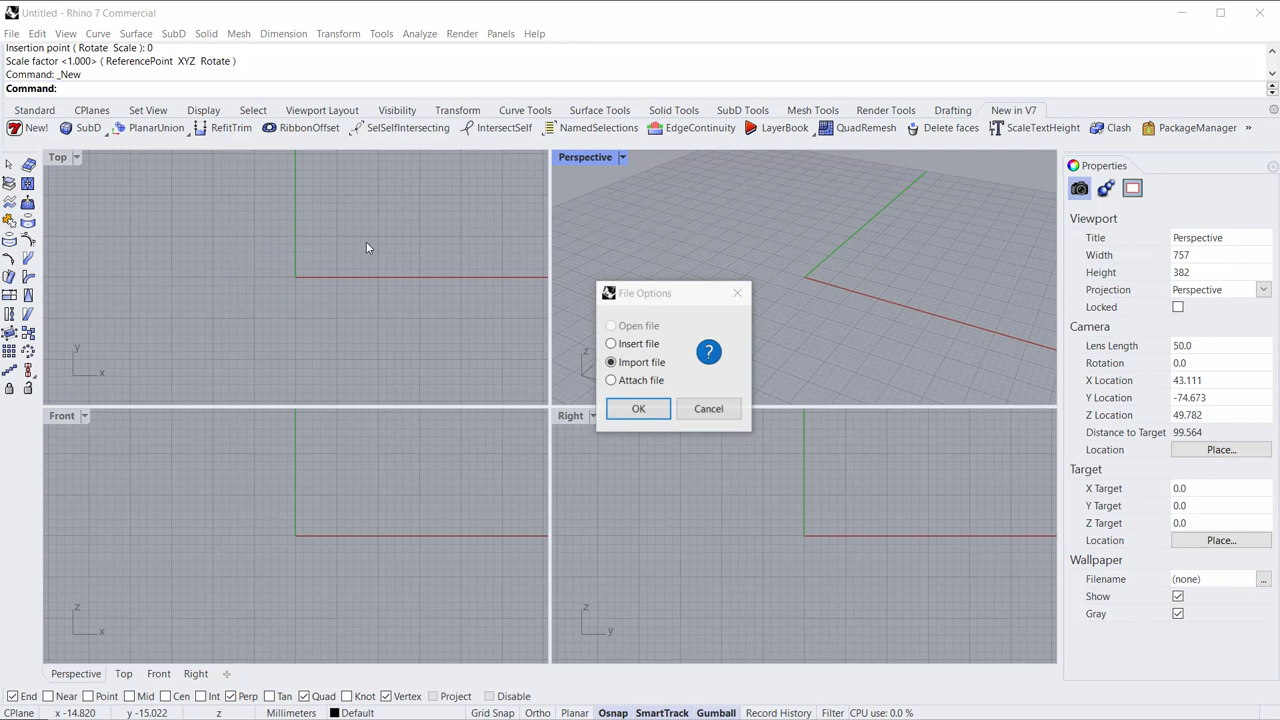 Untitled - Rhino 7 Commercial
File Edit View Curve Surface SubD Solid Mesh Dimension Transform Tools Analyze Render Panels Help
Insertion point ( Rotate Scale ): 0
Scale factor <1.000> ( ReferencePoint XYZ Rotate )
Command: _New
Command:
Standard CPlanes Set View Display Select Viewport Layout Visibility Transform Curve Tools Surface Tools Solid Tools SubD Tools Mesh Tools Render Tools Drafting New in V7
New! SubD PlanarUnion RefitTrim RibbonOffset SelSelfIntersecting IntersectSelf NamedSelections EdgeContinuity LayerBook QuadRemesh Delete faces ScaleTextHeight Clash PackageManager »
Top
Perspective
Properties
Viewport
Title Perspective
Width 757
Height 382
Projection Perspective
Locked
Camera
Lens Length 50.0
Rotation 0.0
X Location 43.111
Y Location -74.673
Z Location 49.782
Distance to Target 99.564
Location Place...
Target
X Target 0.0
Y Target 0.0
Z Target 0.0
Location Place...
Wallpaper
Filename (none) ...
Show
Gray
File Options
Open file
Insert file
Import file
Attach file
?
OK Cancel
y
x
z
Front
Right
z
x
z
y
Perspective Top Front Right
End Near Point Mid Cen Int Perp Tan Quad Knot Vertex Project Disable
CPlane x -14.820 y -15.022 z Millimeters Default Grid Snap Ortho Planar Osnap SmartTrack Gumball Record History Filter CPU use: 0.0 %